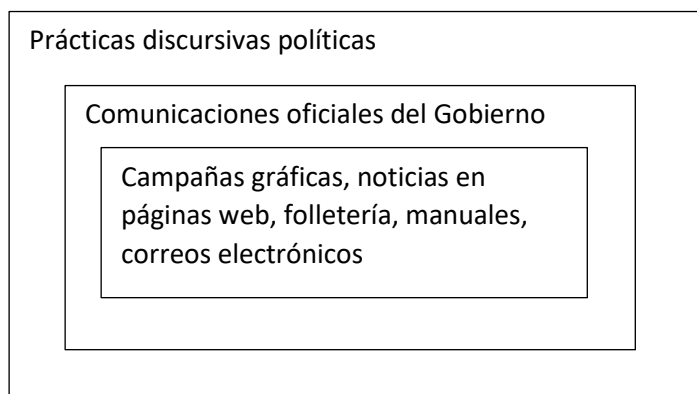 Prácticas discursivas políticas
Comunicaciones oficiales del Gobierno
Campañas gráficas, noticias en
páginas web, folletería, manuales,
correos electrónicos